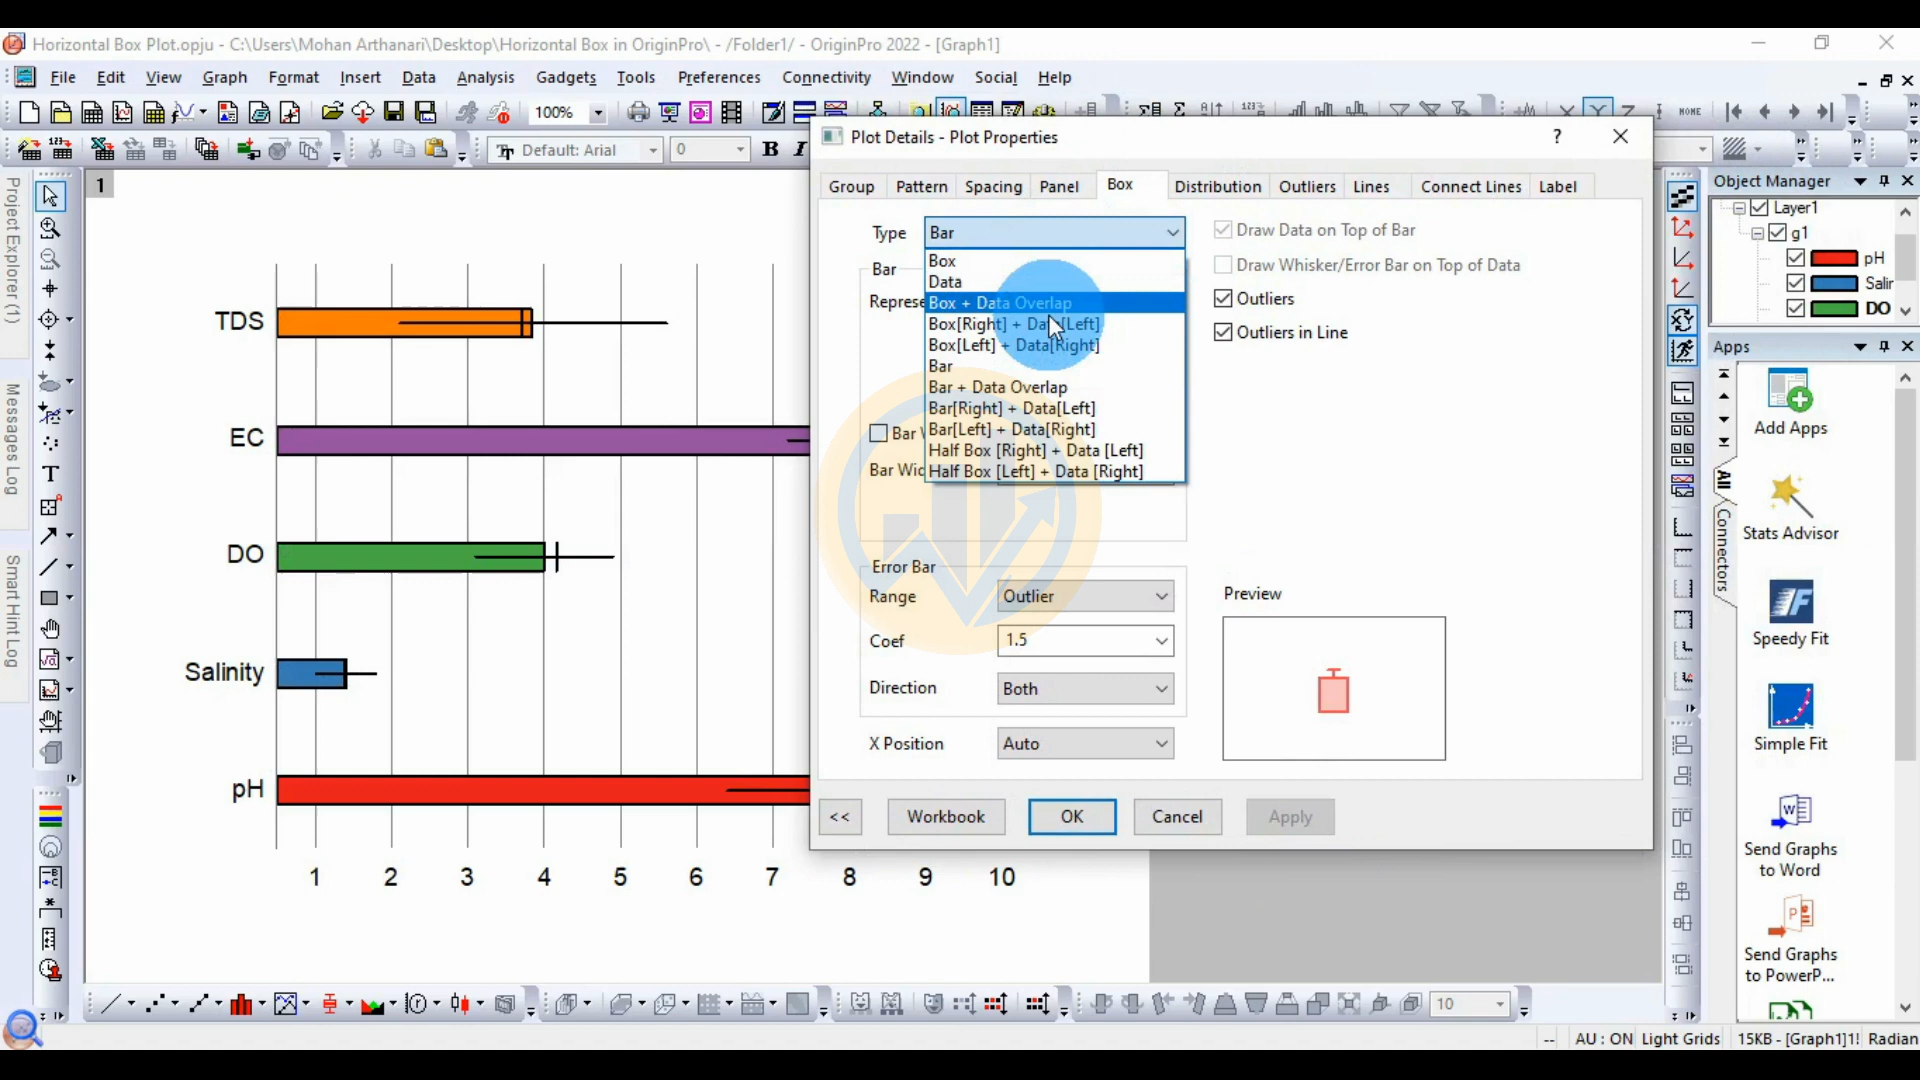 Horizontal Box Plot.opju - C:\Users\Mohan Arthanari\Desktop\Horizontal Box in OriginPro\ - /Folder1/ - OriginPro 2022 - [Graph1]
File Edit View Graph Format Insert Data Analysis Gadgets Tools Preferences Connectivity Window Social Help
100%
HOME
Default: Arial 0 B I
Plot Details - Plot Properties
Group Pattern Spacing Panel Box Distribution Outliers Lines Connect Lines Label
Type Bar
Box
Data
Box + Data Overlap
Box[Right] + Data[Left]
Box[Left] + Data[Right]
Bar
Bar + Data Overlap
Bar[Right] + Data[Left]
Bar[Left] + Data[Right]
Half Box [Right] + Data [Left]
Half Box [Left] + Data [Right]
Bar
Draw Data on Top of Bar
Draw Whisker/Error Bar on Top of Data
Outliers
Outliers in Line
Error Bar
Range Outlier
Coef 1.5
Direction Both
X Position Auto
Preview
<< Workbook OK Cancel Apply
Project Explorer (1)
Messages Log
Smart Hint Log
1
TDS
EC
DO
Salinity
pH
1 2 3 4 5 6 7 8 9 10
Object Manager
Layer1
g1
pH
DO
Apps
All
Connectors
Add Apps
Stats Advisor
Speedy Fit
Simple Fit
Send Graphs
to Word
Send Graphs
to PowerP...
10
-- AU : ON Light Grids 15KB - [Graph1]1! Radian